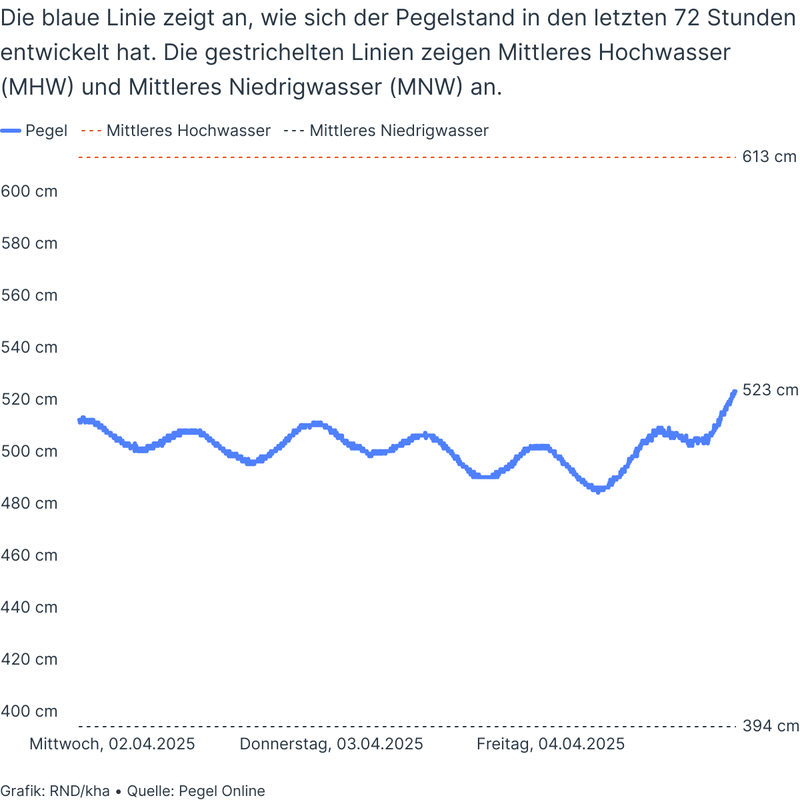 Die blaue Linie zeigt an, wie sich der Pegelstand in den letzten 72 Stunden
entwickelt hat. Die gestrichelten Linien zeigen Mittleres Hochwasser
(MHW) und Mittleres Niedrigwasser (MNW) an.
Pegel Mittleres Hochwasser Mittleres Niedrigwasser
613 cm
600 cm
580 cm
560 cm
540 cm
523 cm
520 cm
500 cm
480 cm
460 cm
440 cm
420 cm
400 cm
394 cm
Mittwoch, 02.04.2025 Donnerstag, 03.04.2025 Freitag, 04.04.2025
Grafik: RND/kha • Quelle: Pegel Online